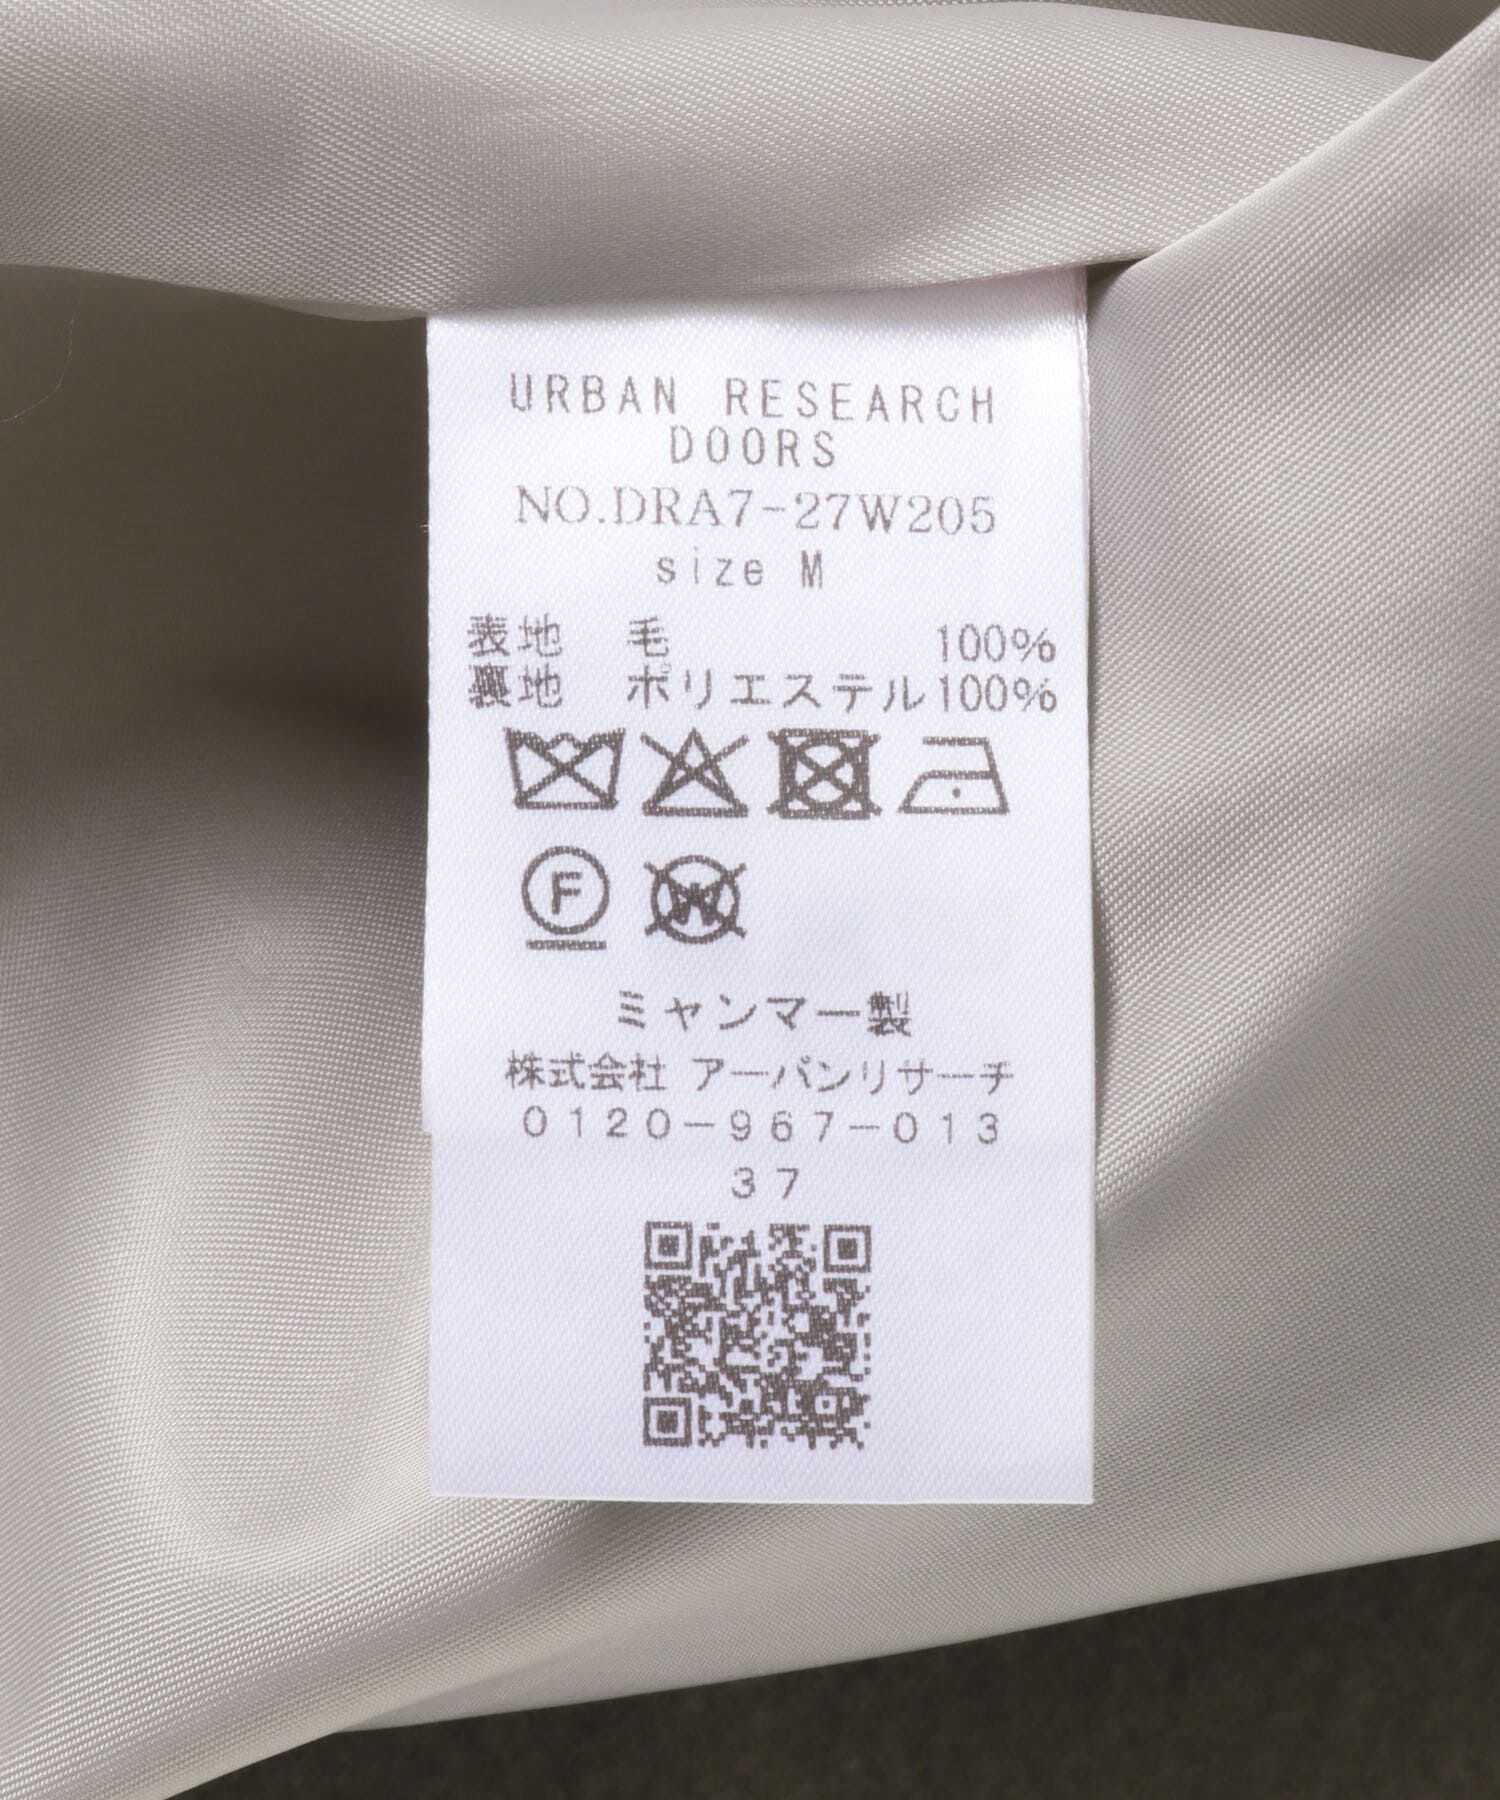 URBAN RESEARCH
DOORS
NO.DRA7-27W205
size M
表地 毛 100%
裏地 ポリエステル100%
F
W
ミャンマー製
株式会社 アーバンリサーチ
0120-967-013
37